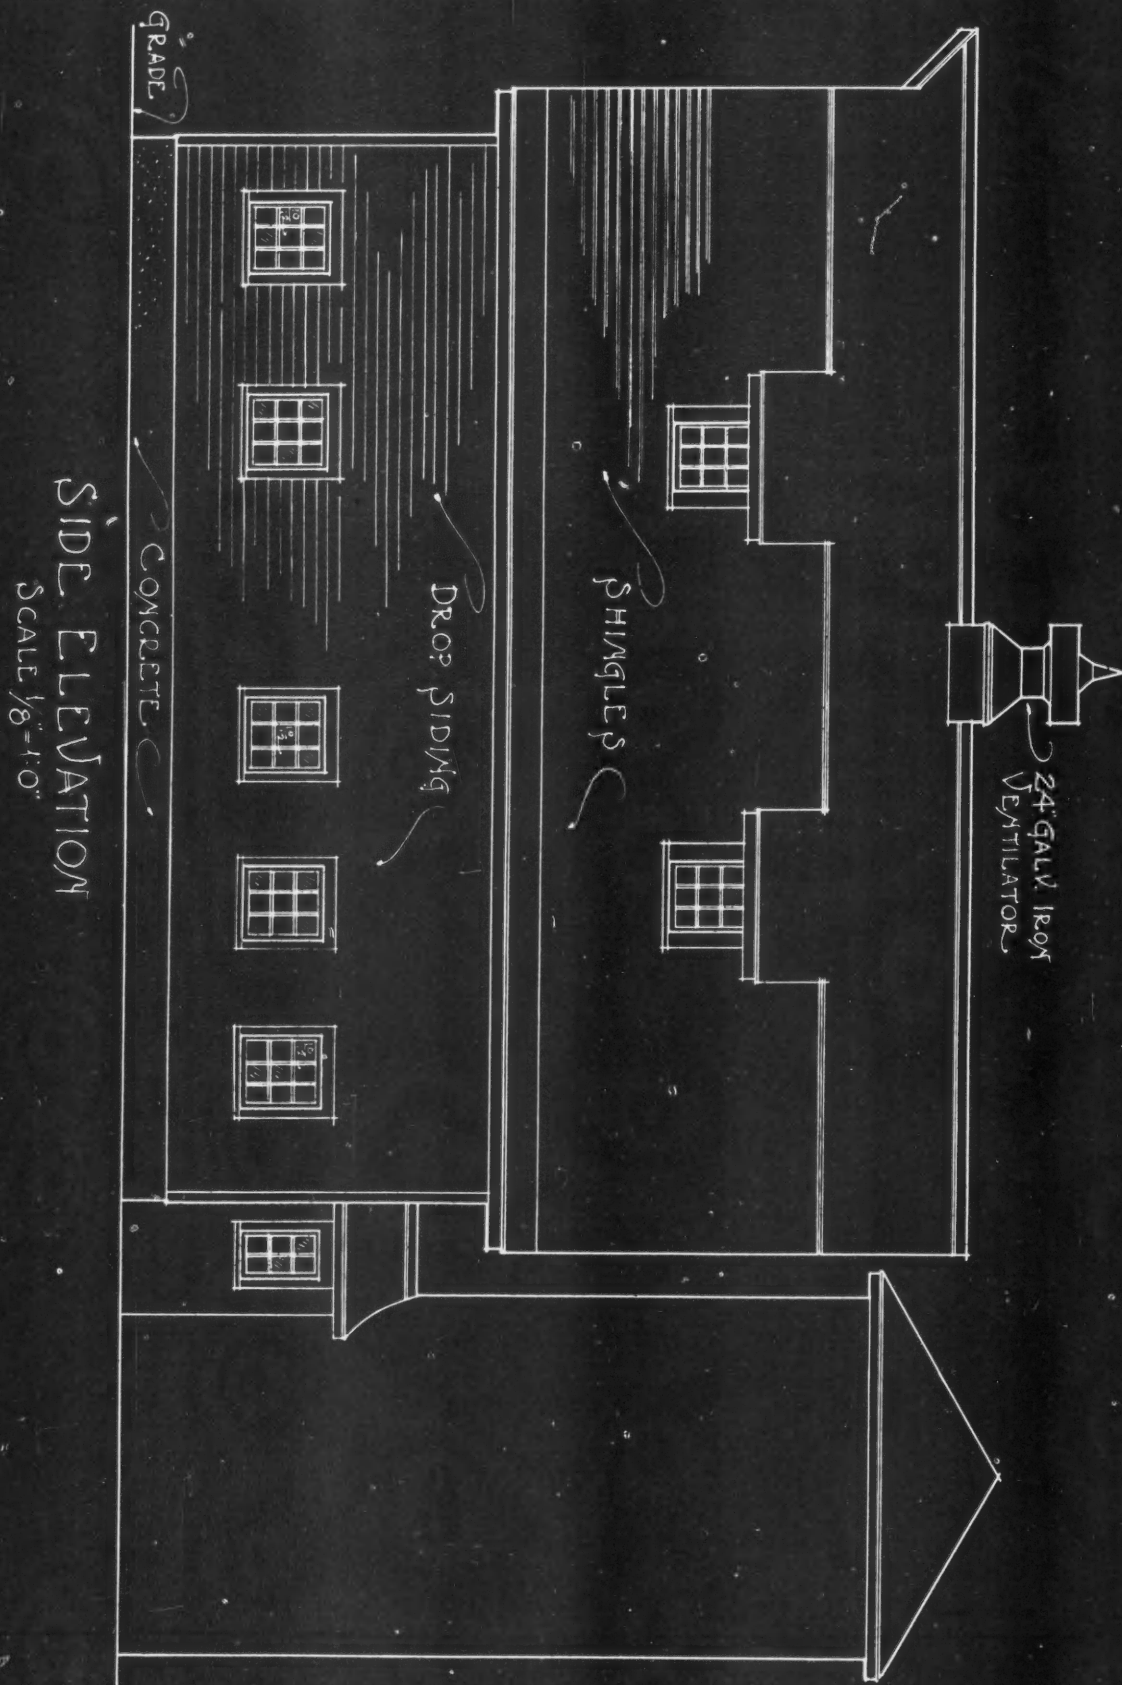 24" GALV. IRON
VENTILATOR.
SHINGLES
DROP SIDING
GRADE.
CONCRETE.
SIDE ELEVATION
SCALE 1/8"=1'0"